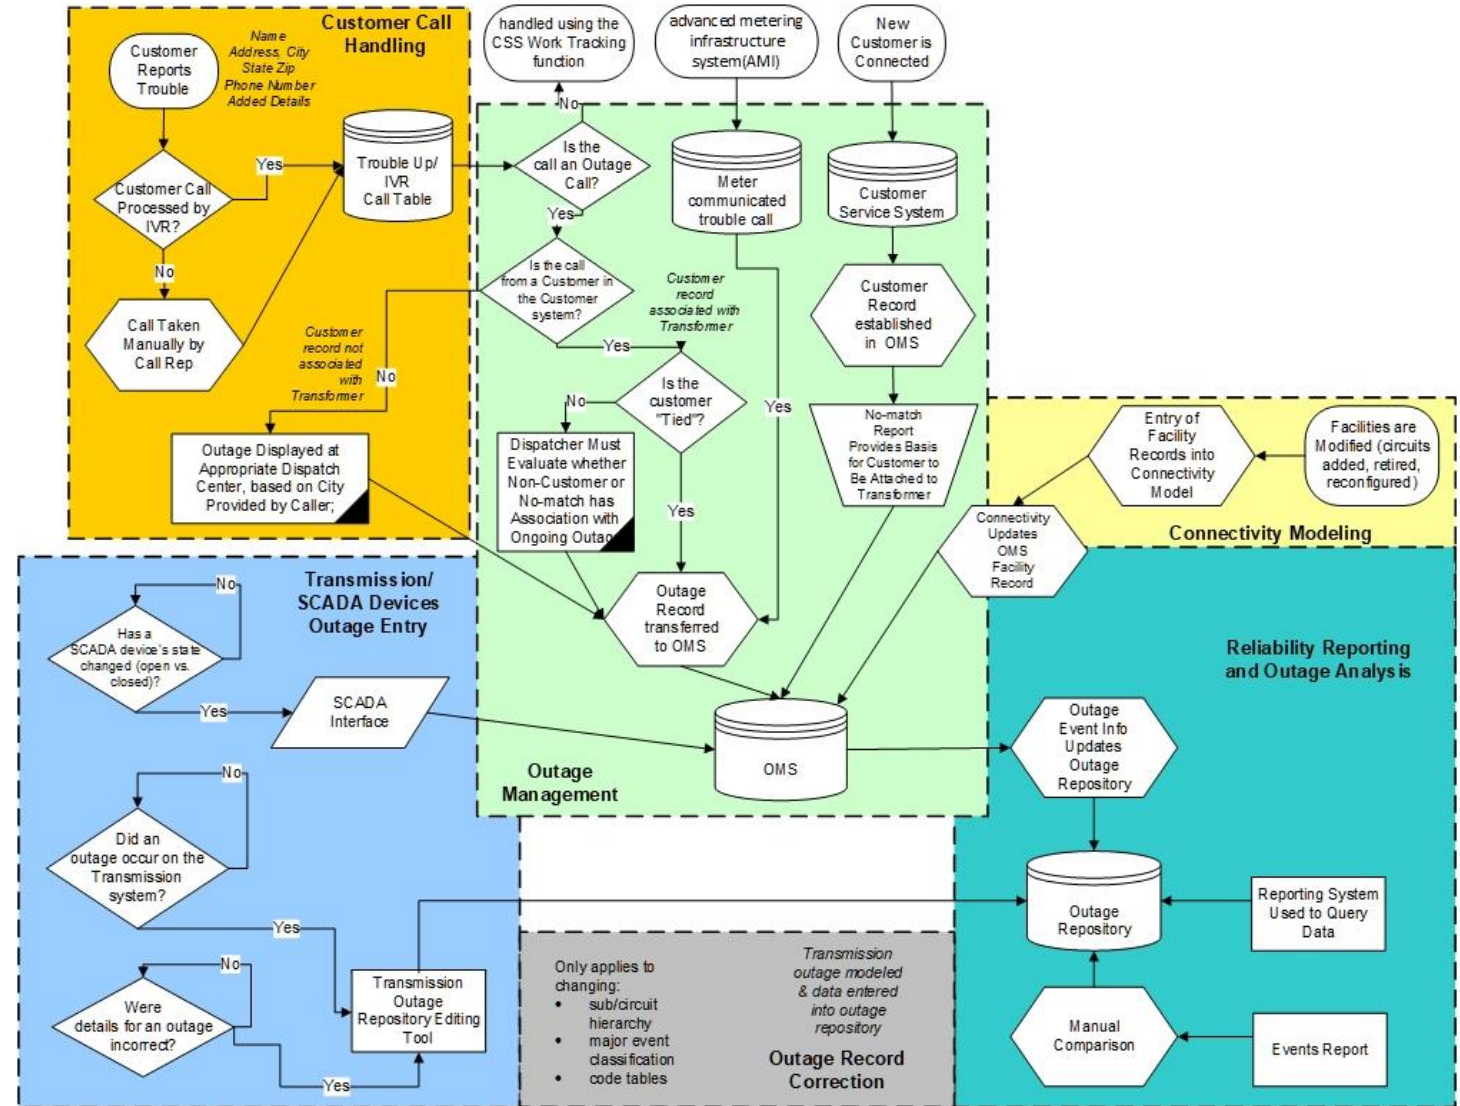 Customer Call
Handling
Customer
Reports
Trouble
Name
Address, City
State Zip
Phone Number
Added Details
Customer Call
Processed by
IVR?
Yes
No
Trouble Up/
IVR
Call Table
Call Taken
Manually by
Call Rep
Customer
record not
associated
with
Transformer
No
Outage Displayed at
Appropriate Dispatch
Center, based on City
Provided by Caller;
handled using the
CSS Work Tracking
function
advanced metering
infrastructure
system(AMI)
New
Customer is
Connected
No
Is the
call an Outage
Call?
Yes
Meter
communicated
trouble call
Customer
Service System
Is the call
from a Customer in
the Customer
system?
Customer
record
associated with
Transformer
Yes
Customer
Record
established
in OMS
Is the
customer
"Tied"?
No
Yes
Yes
No-match
Report
Provides Basis
for Customer to
Be Attached to
Transformer
Dispatcher Must
Evaluate whether
Non-Customer or
No-match has
Association with
Ongoing Outag
Outage
Record
transferred
to OMS
OMS
Outage
Management
Entry of
Facility
Records into
Connectivity
Model
Facilities are
Modified (circuits
added, retired,
reconfigured)
Connectivity
Updates
OMS
Facility
Record
Connectivity Modeling
Transmission/
SCADA Devices
Outage Entry
No
Has a
SCADA device's state
changed (open vs.
closed)?
Yes
SCADA
Interface
No
Did an
outage occur on the
Transmission
system?
Yes
No
Were
details for an outage
incorrect?
Yes
Transmission
Outage
Repository Editing
Tool
Only applies to
changing:
• sub/circuit
hierarchy
• major event
classification
• code tables
Transmission
outage modeled
& data entered
into outage
repository
Outage Record
Correction
Reliability Reporting
and Outage Analysis
Outage
Event Info
Updates
Outage
Repository
Outage
Repository
Reporting System
Used to Query
Data
Manual
Comparison
Events Report